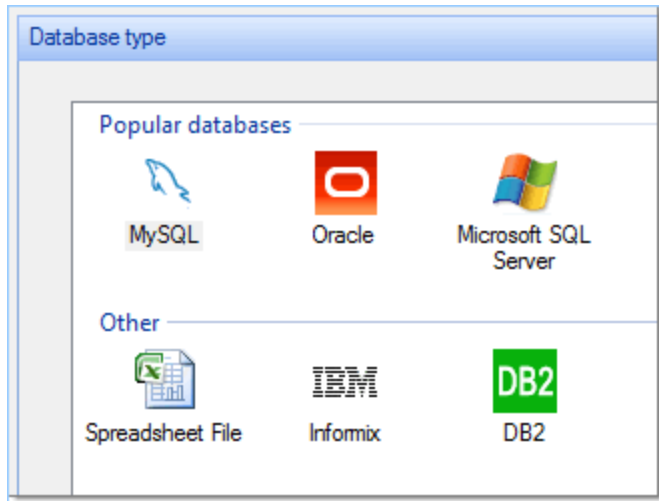 Database type
Popular databases
MySQL
Oracle
Microsoft SQL
Server
Other
IBM
DB2
Spreadsheet File
Informix
DB2